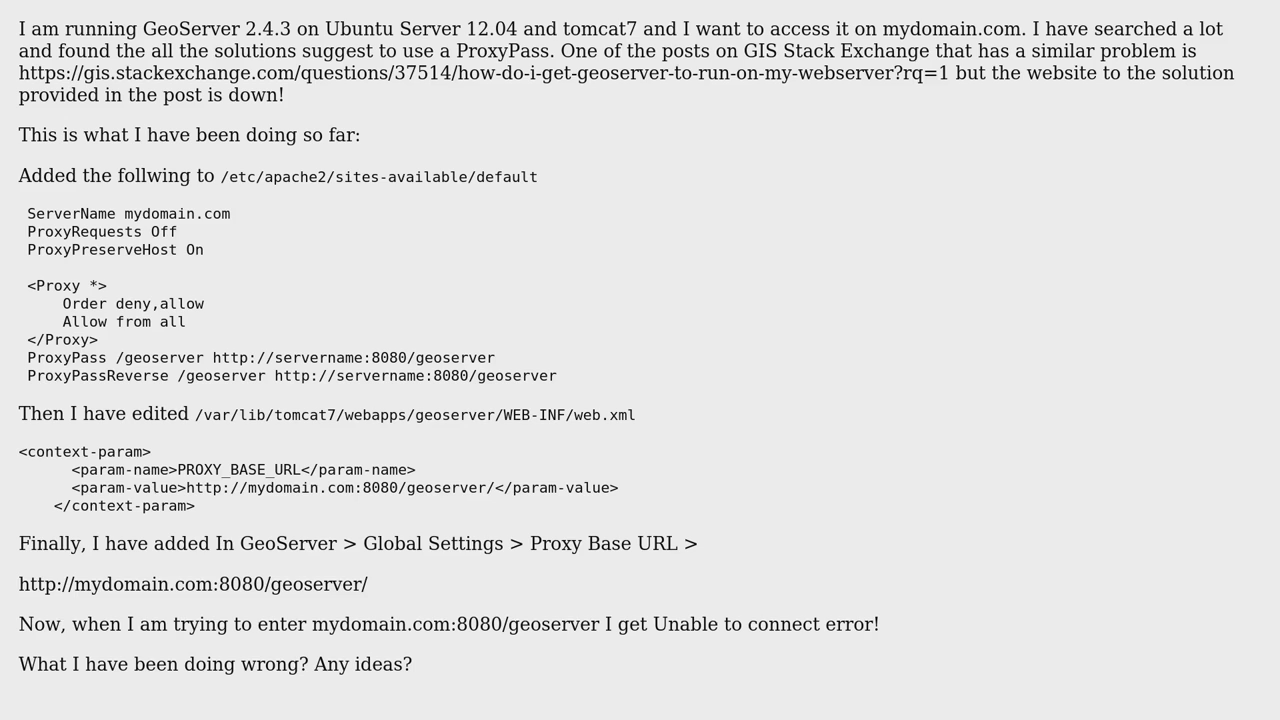 I am running GeoServer 2.4.3 on Ubuntu Server 12.04 and tomcat7 and I want to access it on mydomain.com. I have searched a lot
and found the all the solutions suggest to use a ProxyPass. One of the posts on GIS Stack Exchange that has a similar problem is
https://gis.stackexchange.com/questions/37514/how-do-i-get-geoserver-to-run-on-my-webserver?rq=1 but the website to the solution
provided in the post is down!
This is what I have been doing so far:
Added the follwing to /etc/apache2/sites-available/default
ServerName mydomain.com
ProxyRequests Off
ProxyPreserveHost On
<Proxy *>
Order deny,allow
Allow from all
</Proxy>
ProxyPass /geoserver http://servername:8080/geoserver
ProxyPassReverse /geoserver http://servername:8080/geoserver
Then I have edited /var/lib/tomcat7/webapps/geoserver/WEB-INF/web.xml
<context-param>
<param-name>PROXY_BASE_URL</param-name>
<param-value>http://mydomain.com:8080/geoserver/</param-value>
</context-param>
Finally, I have added In GeoServer > Global Settings > Proxy Base URL >
http://mydomain.com:8080/geoserver/
Now, when I am trying to enter mydomain.com:8080/geoserver I get Unable to connect error!
What I have been doing wrong? Any ideas?